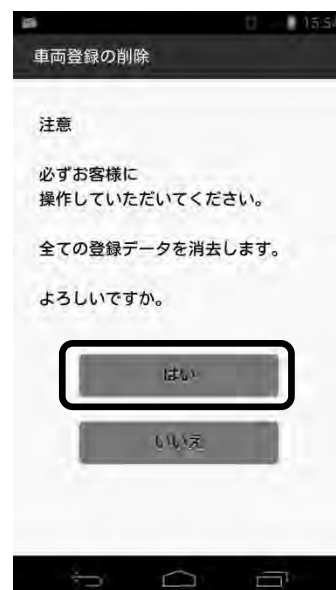 15:54
車両登録の削除
注意
必ずお客様に
操作していただいてください。
全ての登録データを消去します。
よろしいですか。
はい
いいえ